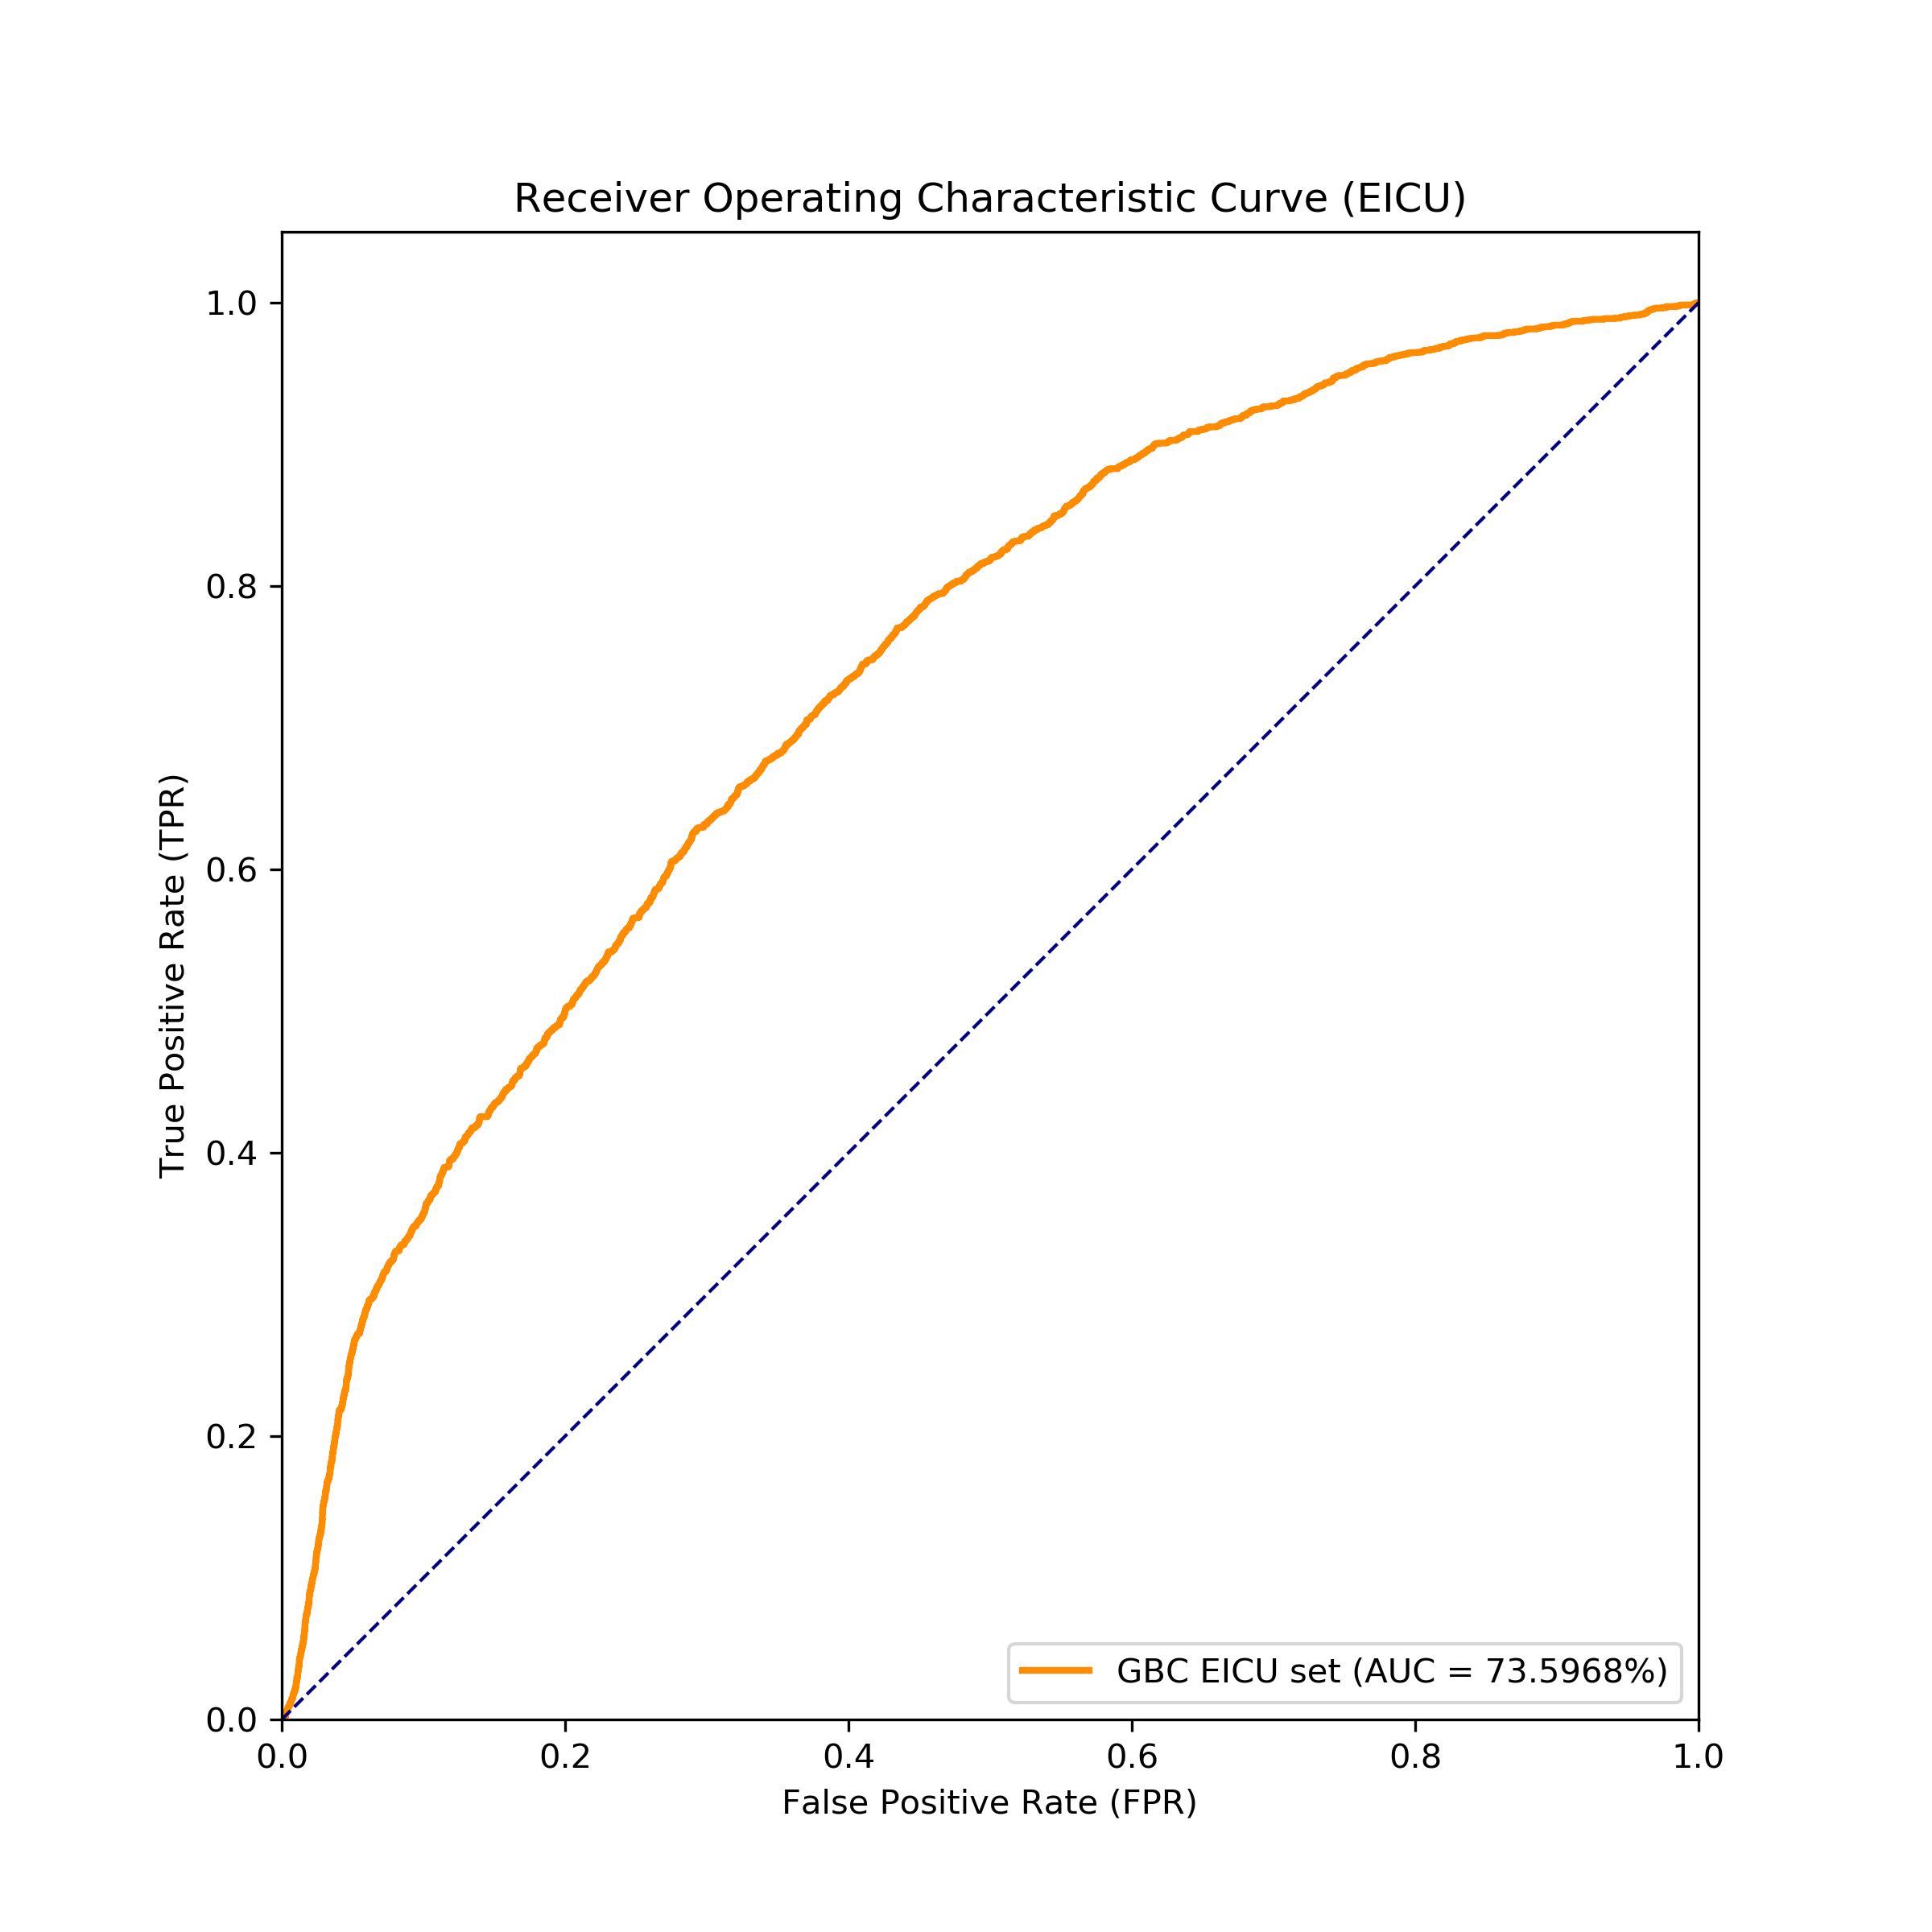 Receiver Operating Characteristic Curve (EICU)
1.0
0.8
0.6
0.4
0.2
0.0
True Positive Rate (TPR)
GBC EICU set (AUC = 73.5968%)
0.0 0.2 0.4 0.6 0.8 1.0
False Positive Rate (FPR)